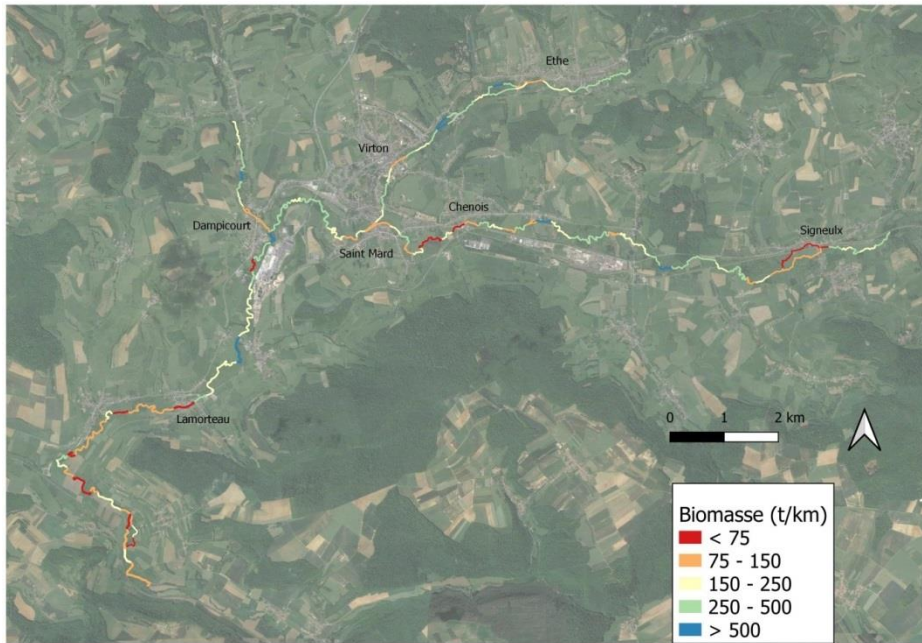 Ethe
Virton
Chenois
Dampicourt
Signeulx
Saint Mard
Lamorteau
0 1 2 km
Biomasse (t/km)
< 75
75 - 150
150 - 250
250 - 500
> 500